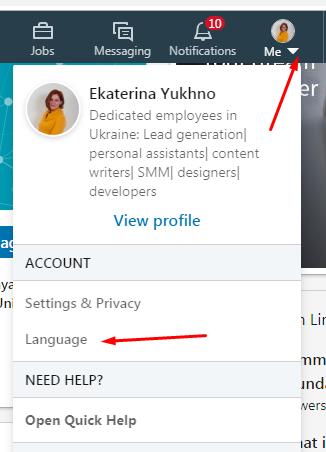 10
Jobs
Messaging
Notifications
Me
Ekaterina Yukhno
Dedicated employees in
Ukraine: Lead generation|
personal assistants| content
writers| SMM| designers|
developers
View profile
ACCOUNT
Settings & Privacy
Language
NEED HELP?
Open Quick Help